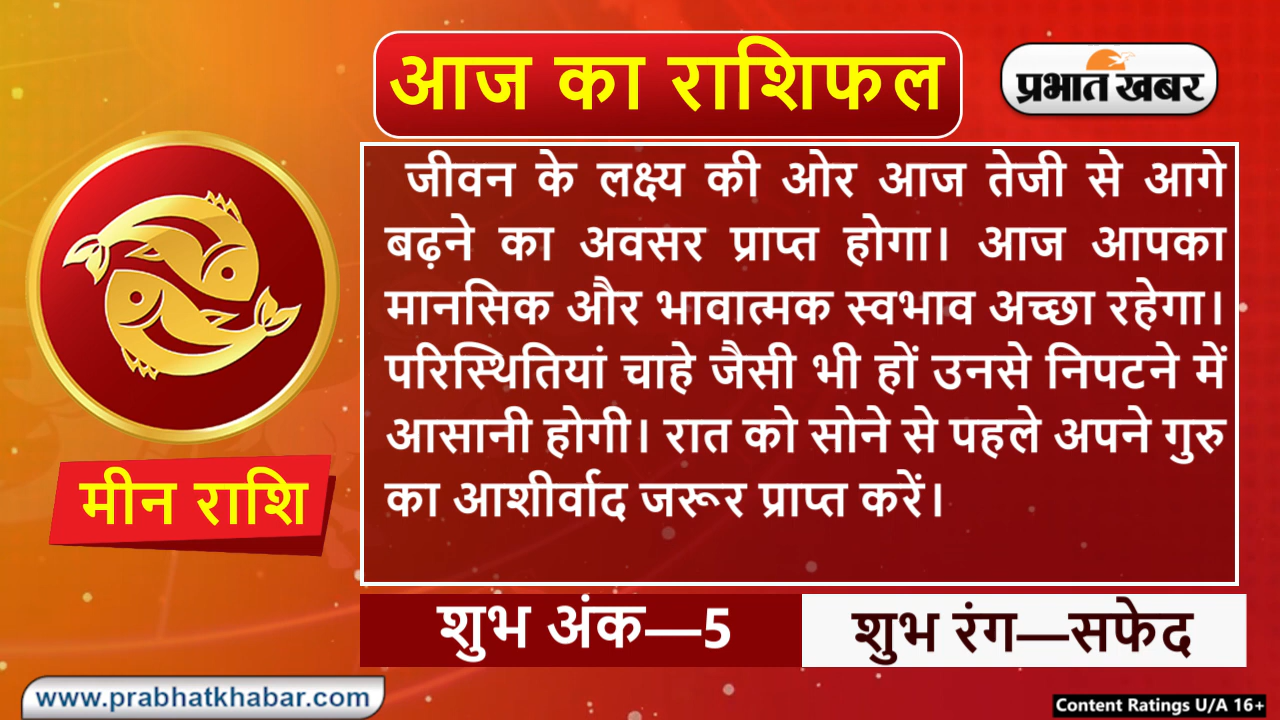 आज का राशिफल
प्रभात खबर
जीवन के लक्ष्य की ओर आज तेजी से आगे
बढ़ने का अवसर प्राप्त होगा। आज आपका
मानसिक और भावात्मक स्वभाव अच्छा रहेगा।
परिस्थितियां चाहे जैसी भी हों उनसे निपटने में
आसानी होगी। रात को सोने से पहले अपने गुरु
का आशीर्वाद जरूर प्राप्त करें।
मीन राशि
शुभ अंक—5
शुभ रंग—सफेद
www.prabhatkhabar.com
Content Ratings U/A 16+